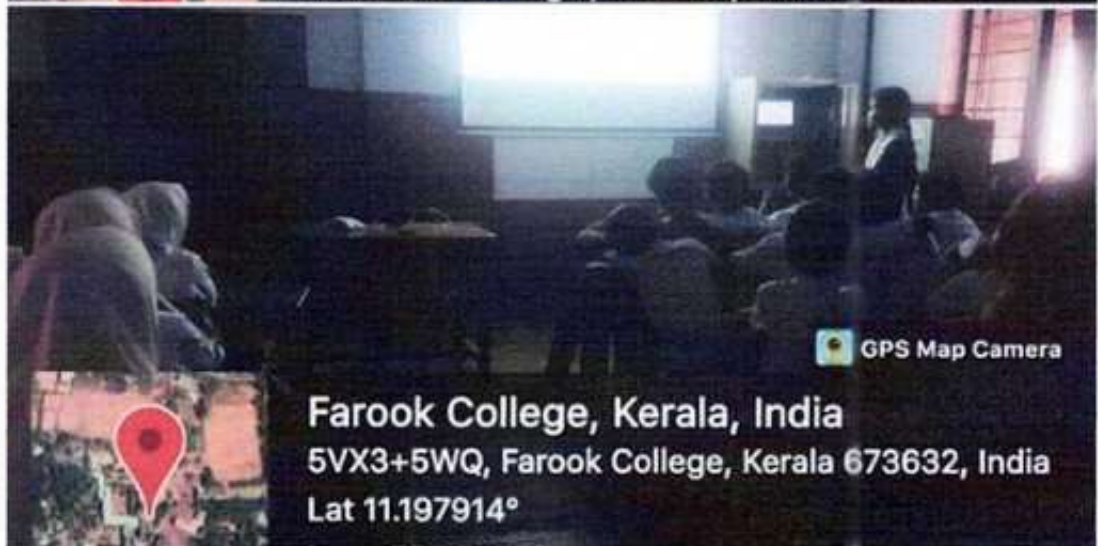 GPS Map Camera
Farook College, Kerala, India
5VX3+5WQ, Farook College, Kerala 673632, India
Lat 11.197914°